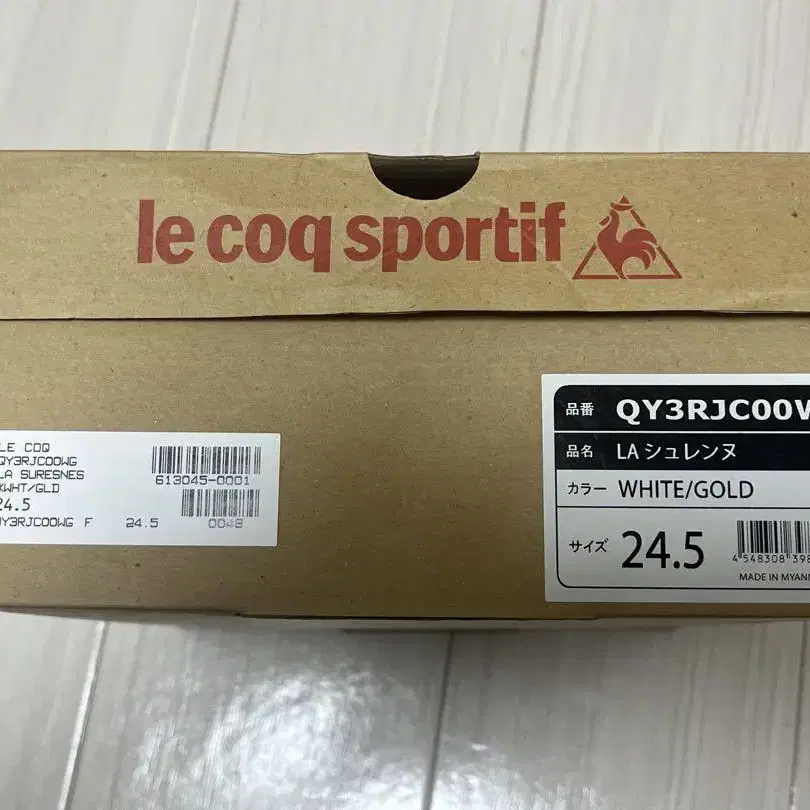 le coq sportif
LE COQ
QY3RJC00WG
LA SURESNES
WHT/GLD
24.5
QY3RJC00WG F 24.5
613045-0001
0048
品番 QY3RJC00W
品名 LA シュレンヌ
カラー WHITE/GOLD
サイズ 24.5
4 548308 398
MADE IN MYANM